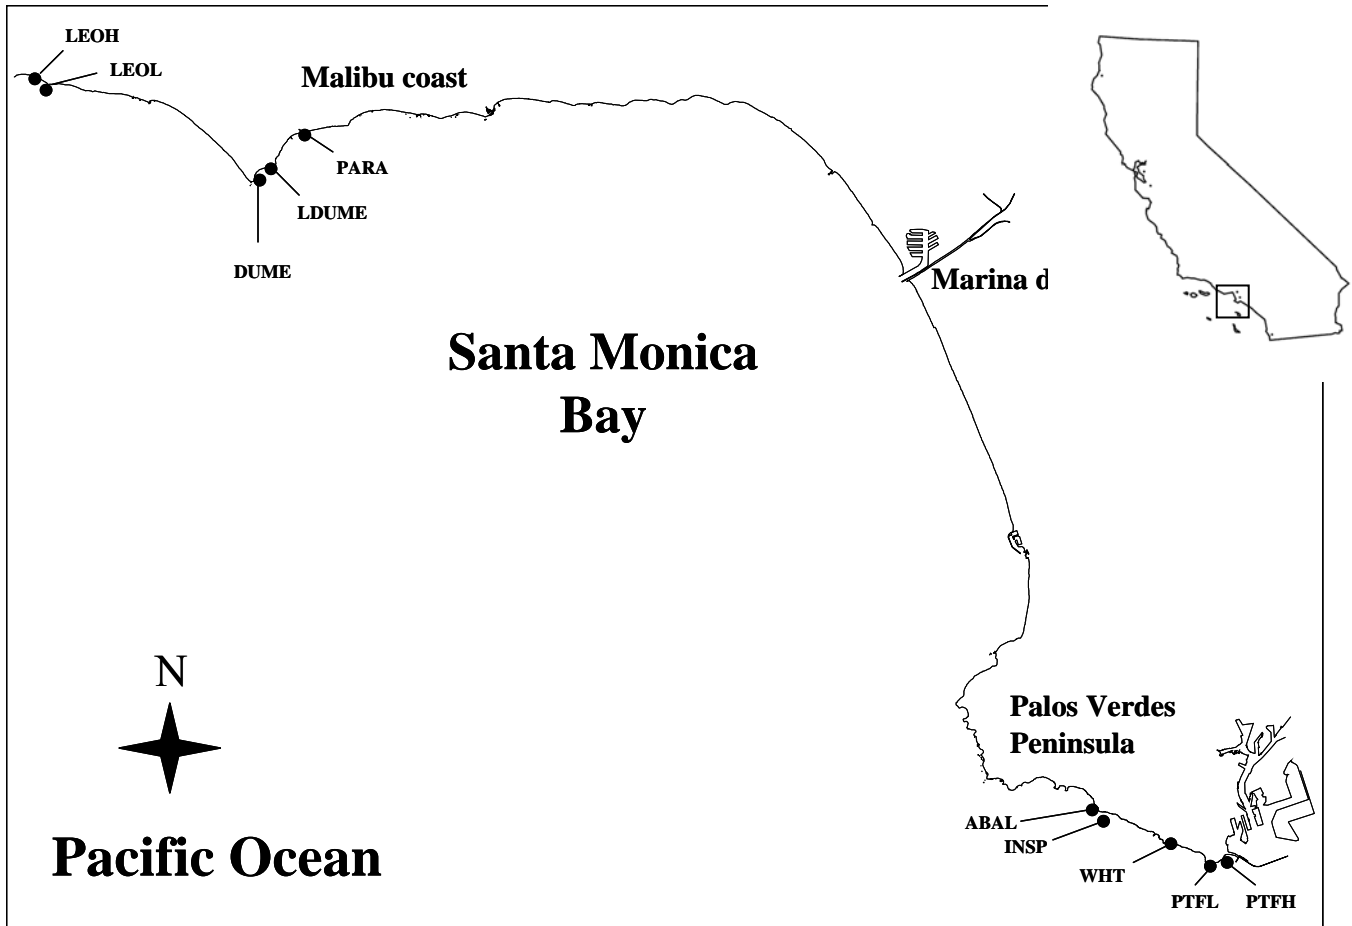 LEOH
LEOL
Malibu coast
PARA
LDUME
DUME
Marina d
Santa Monica
Bay
N
Palos Verdes
Peninsula
ABAL
INSP
Pacific Ocean
WHT
PTFL
PTFH